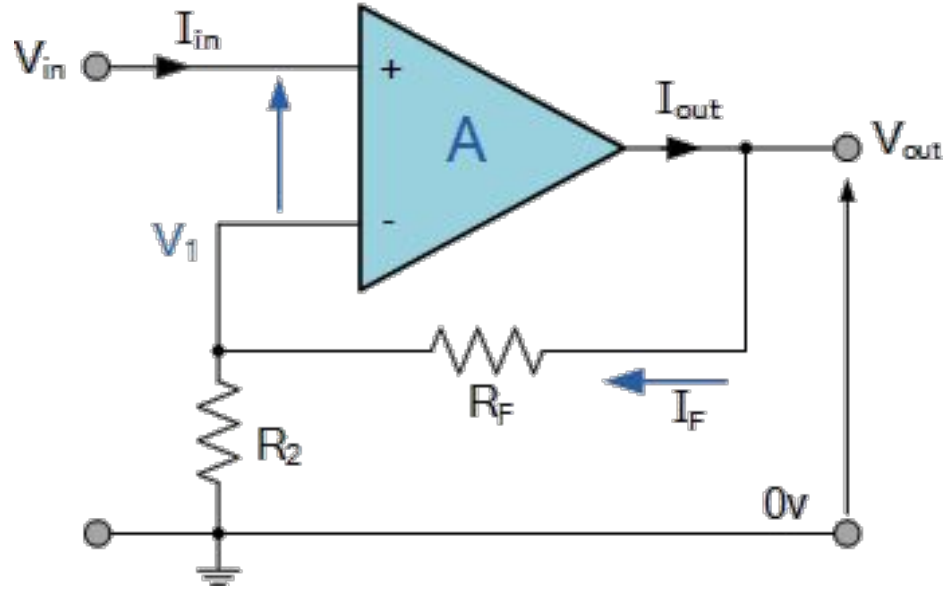 Iin
Vin
+
A
Iout
Vout
V1
-
RF
IF
R2
0v